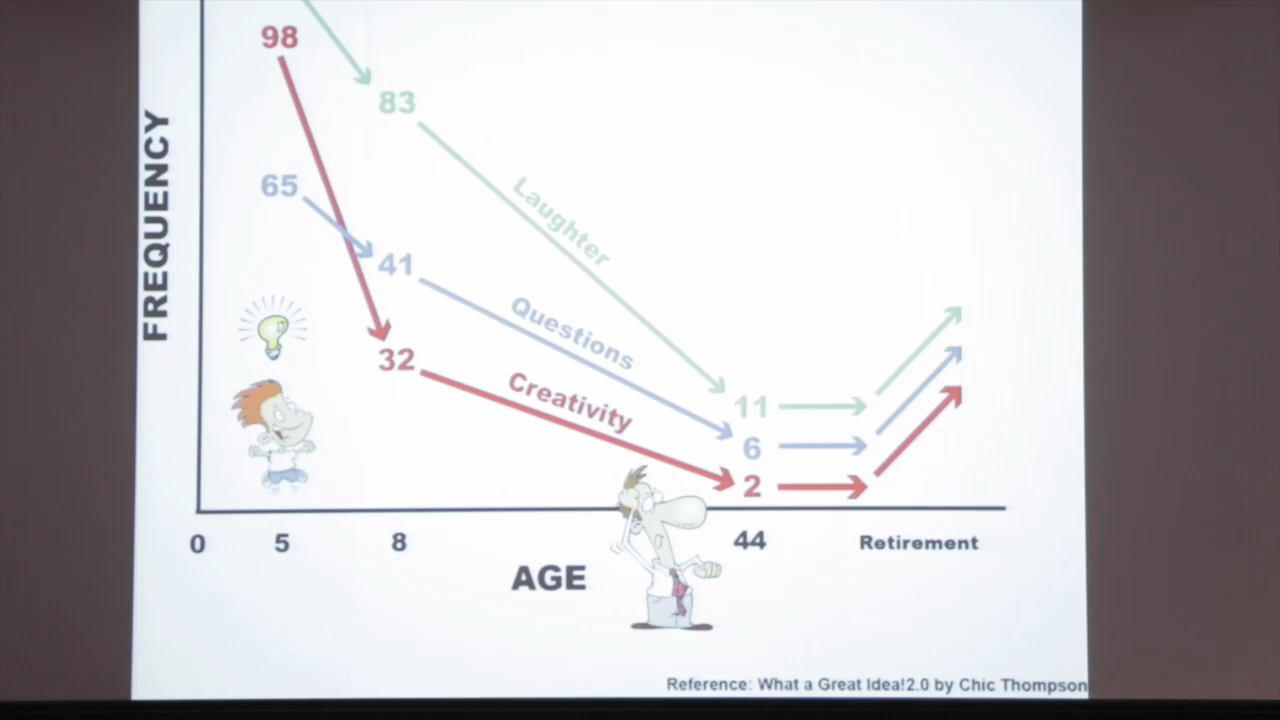 98
83
FREQUENCY
65
Laughter
41
Questions
32
Creativity
11
6
2
0 5 8 44 Retirement
AGE
Reference: What a Great Idea!2.0 by Chic Thompson